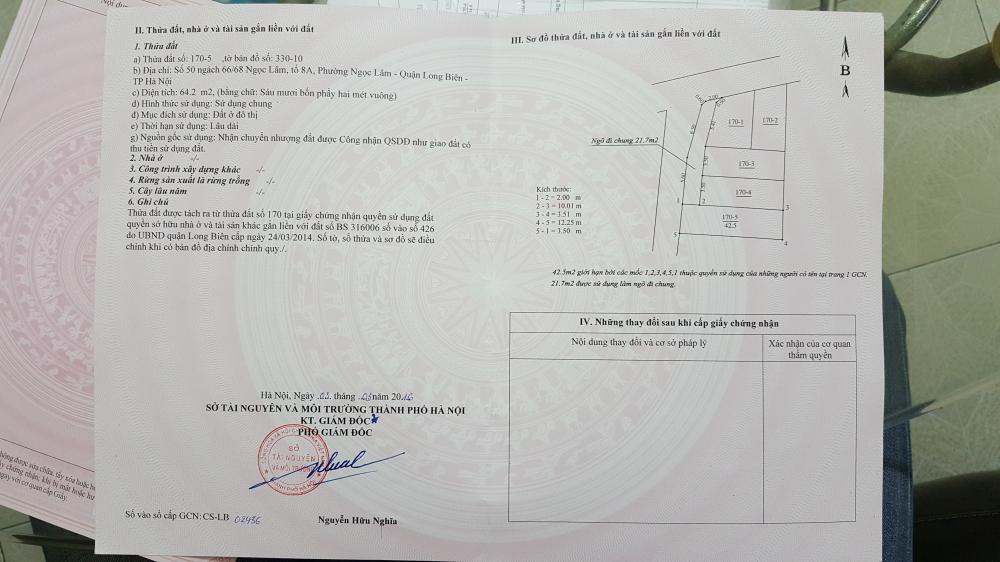 II. Thửa đất, nhà ở và tài sản gắn liền với đất
1. Thửa đất
a) Thửa đất số: 170-5 ,tờ bản đồ số: 330-10
b) Địa chỉ: Số 50 ngách 66/68 Ngọc Lâm, tổ 8A, Phường Ngọc Lâm - Quận Long Biên -
TP Hà Nội
c) Diện tích: 64.2 m2, (bằng chữ: Sáu mươi bốn phẩy hai mét vuông)
d) Hình thức sử dụng: Sử dụng chung
đ) Mục đích sử dụng: Đất ở đô thị
e) Thời hạn sử dụng: Lâu dài
g) Nguồn gốc sử dụng: Nhận chuyển nhượng đất được Công nhận QSDĐ như giao đất có
thu tiền sử dụng đất.
2. Nhà ở -/-
3. Công trình xây dựng khác -/-
4. Rừng sản xuất là rừng trồng -/-
5. Cây lâu năm -/-
6. Ghi chú
Thửa đất được tách ra từ thửa đất số 170 tại giấy chứng nhận quyền sử dụng đất
quyền sở hữu nhà ở và tài sản khác gắn liền với đất số BS 316006 số vào sổ 426
do UBND quận Long Biên cấp ngày 24/03/2014. Số tờ, số thửa và sơ đồ sẽ điều
chỉnh khi có bản đồ địa chính chính quy./.
Hà Nội, Ngày tháng năm 2016
SỞ TÀI NGUYÊN VÀ MÔI TRƯỜNG THÀNH PHỐ HÀ NỘI
KT. GIÁM ĐỐC
PHÓ GIÁM ĐỐC
SỞ
TÀI NGUYÊN
VÀ MÔI TRƯỜNG
Số vào sổ cấp GCN: CS-LB 02436
Nguyễn Hữu Nghĩa
III. Sơ đồ thửa đất, nhà ở và tài sản gắn liền với đất
B
2.00
170-1
170-2
Ngõ đi chung 21.7m2
170-3
170-4
1
2
3
170-5
42.5
5
4
Kích thước:
1 - 2 = 2.00 m
2 - 3 = 10.01 m
3 - 4 = 3.51 m
4 - 5 = 12.25 m
5 - 1 = 3.50 m
42.5m2 giới hạn bởi các mốc 1,2,3,4,5,1 thuộc quyền sử dụng của những người có tên tại trang 1 GCN.
21.7m2 được sử dụng làm ngõ đi chung.
IV. Những thay đổi sau khi cấp giấy chứng nhận
Nội dung thay đổi và cơ sở pháp lý
Xác nhận của cơ quan
thẩm quyền